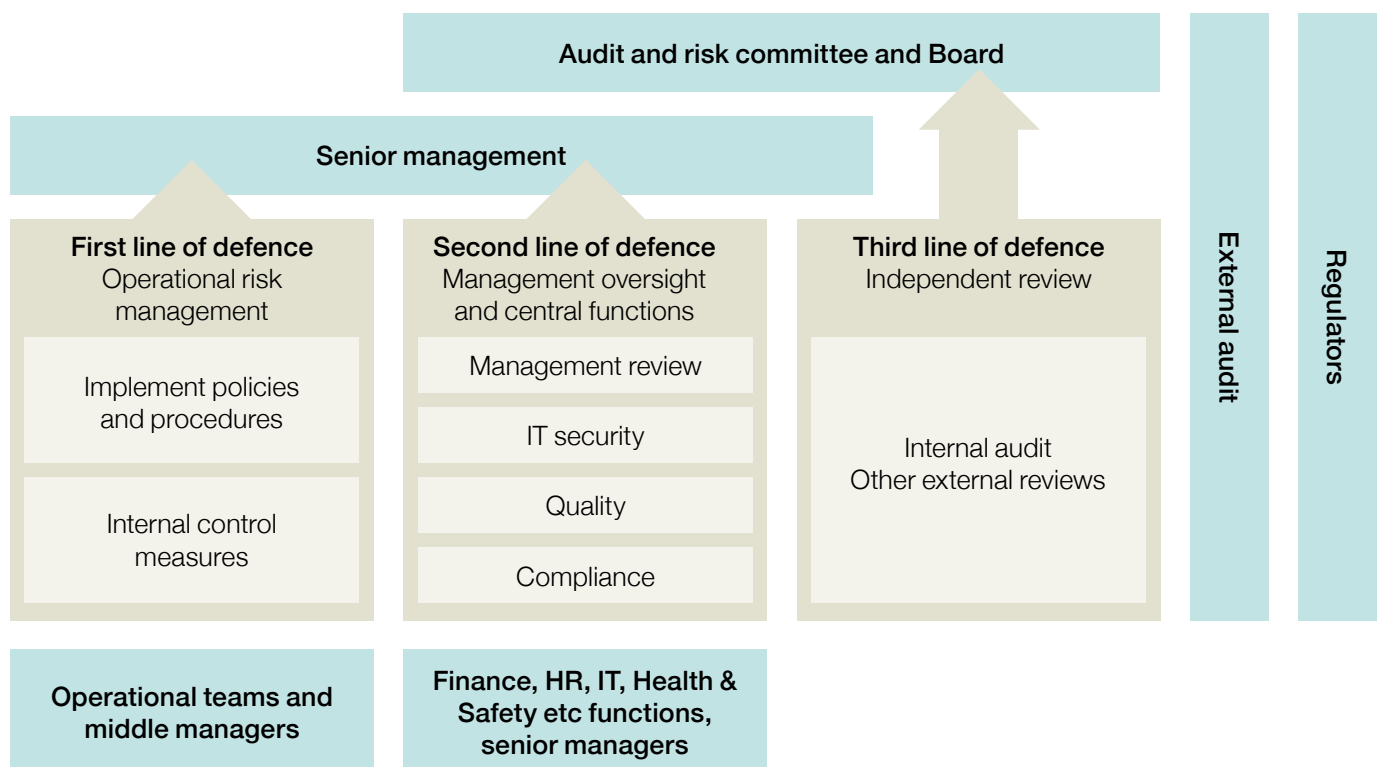 Audit and risk committee and Board
Senior management
First line of defence
Operational risk
management
Implement policies
and procedures
Internal control
measures
Operational teams and
middle managers
Second line of defence
Management oversight
and central functions
Management review
IT security
Quality
Compliance
Finance, HR, IT, Health &
Safety etc functions,
senior managers
Third line of defence
Independent review
Internal audit
Other external reviews
External audit
Regulators